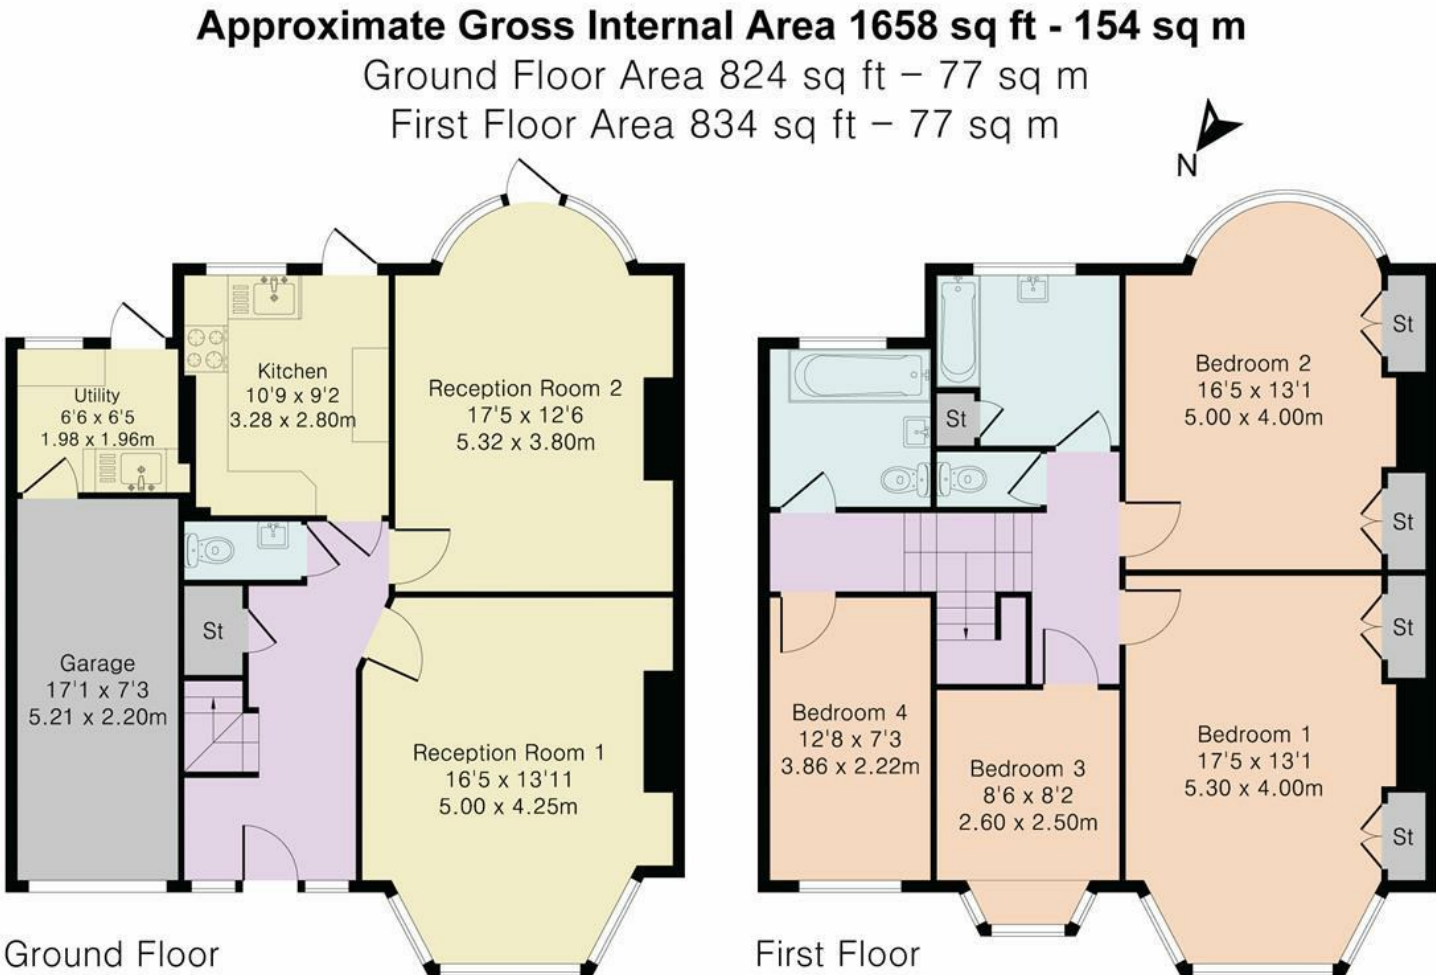 Approximate Gross Internal Area 1658 sq ft - 154 sq m
Ground Floor Area 824 sq ft – 77 sq m
First Floor Area 834 sq ft – 77 sq m
N
Utility
6'6 x 6'5
1.98 x 1.96m
Kitchen
10'9 x 9'2
3.28 x 2.80m
Reception Room 2
17'5 x 12'6
5.32 x 3.80m
St
Garage
17'1 x 7'3
5.21 x 2.20m
Reception Room 1
16'5 x 13'11
5.00 x 4.25m
Ground Floor
St
Bedroom 2
16'5 x 13'1
5.00 x 4.00m
St
St
St
Bedroom 4
12'8 x 7'3
3.86 x 2.22m
Bedroom 3
8'6 x 8'2
2.60 x 2.50m
Bedroom 1
17'5 x 13'1
5.30 x 4.00m
St
First Floor